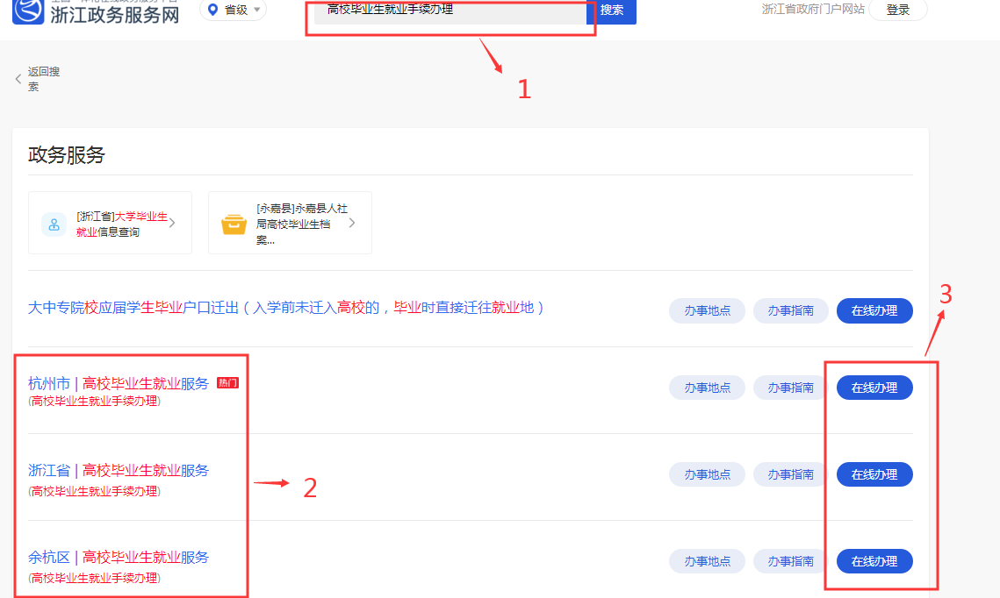 浙江政务服务网
省级
高校毕业生就业手续办理
搜索
浙江省政府门户网站
登录
1
返回搜
索
政务服务
[浙江省]大学毕业生
就业信息查询
[永嘉县]永嘉县人社
局高校毕业生档
案...
3
大中专院校应届学生毕业户口迁出（入学前未迁入高校的，毕业时直接迁往就业地）
办事地点
办事指南
在线办理
杭州市 | 高校毕业生就业服务 热门
(高校毕业生就业手续办理)
办事地点
办事指南
在线办理
浙江省 | 高校毕业生就业服务
(高校毕业生就业手续办理)
办事地点
办事指南
在线办理
2
余杭区 | 高校毕业生就业服务
(高校毕业生就业手续办理)
办事地点
办事指南
在线办理